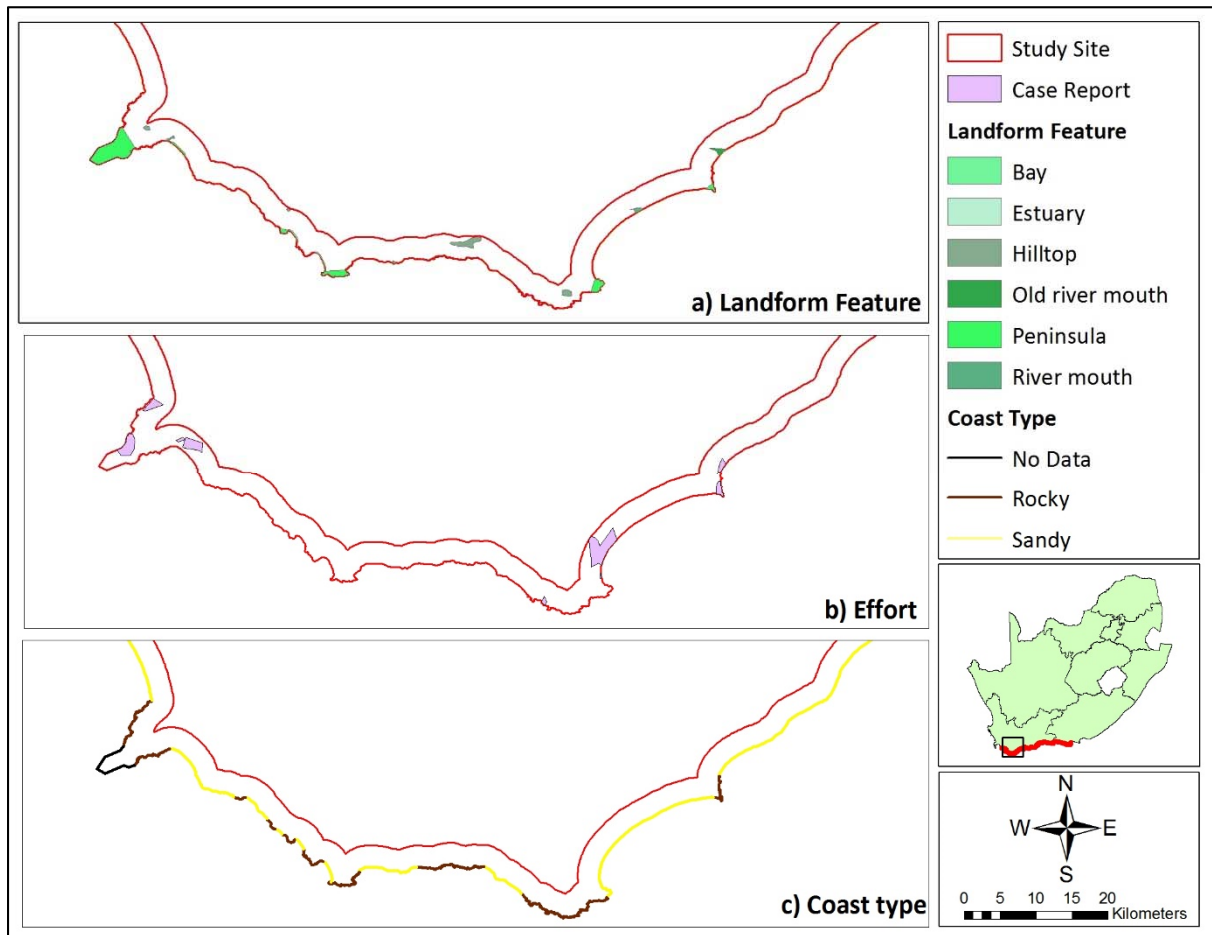 a) Landform Feature
b) Effort
c) Coast type
Study Site
Case Report
Landform Feature
Bay
Estuary
Hilltop
Old river mouth
Peninsula
River mouth
Coast Type
No Data
Rocky
Sandy
N
W E
S
0 5 10 15 20
Kilometers